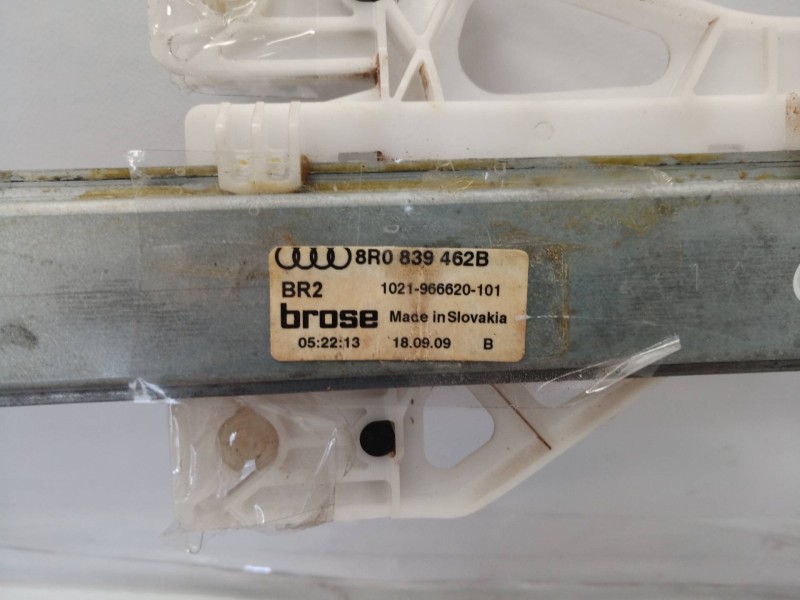 8R0 839 462B
BR2 1021-966620-101
brose Made in Slovakia
05:22:13 18.09.09 B